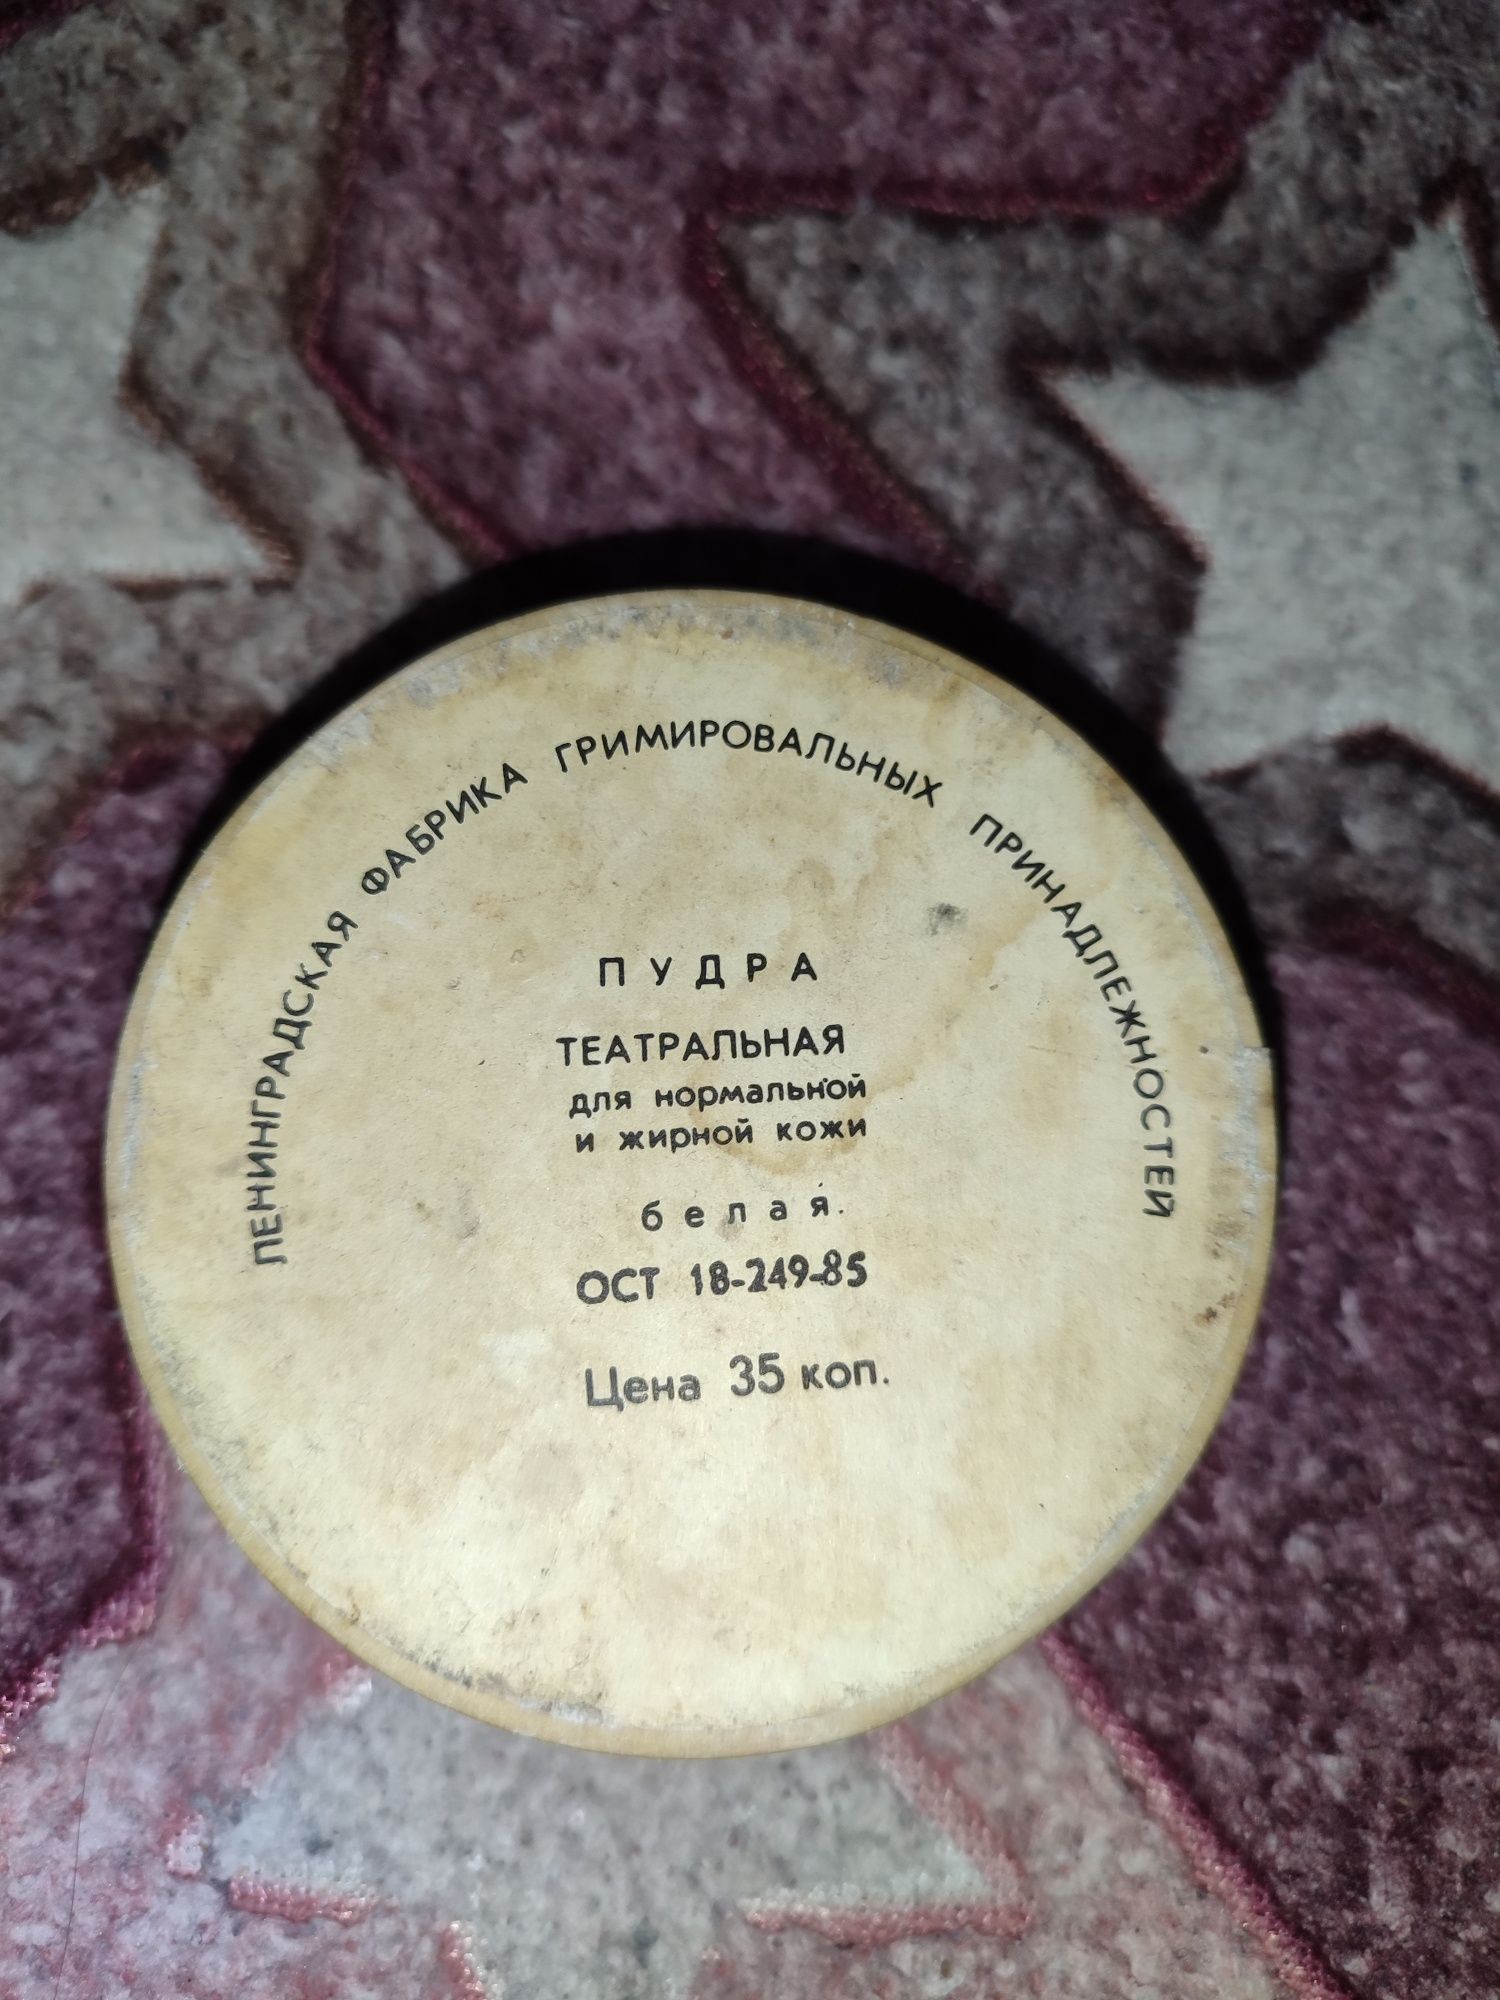 ЛЕНИНГРАДСКАЯ ФАБРИКА ГРИМИРОВАЛЬНЫХ ПРИНАДЛЕЖНОСТЕЙ
ПУДРА
ТЕАТРАЛЬНАЯ
для нормальной
и жирной кожи
белая.
ОСТ 18-249-85
Цена 35 коп.